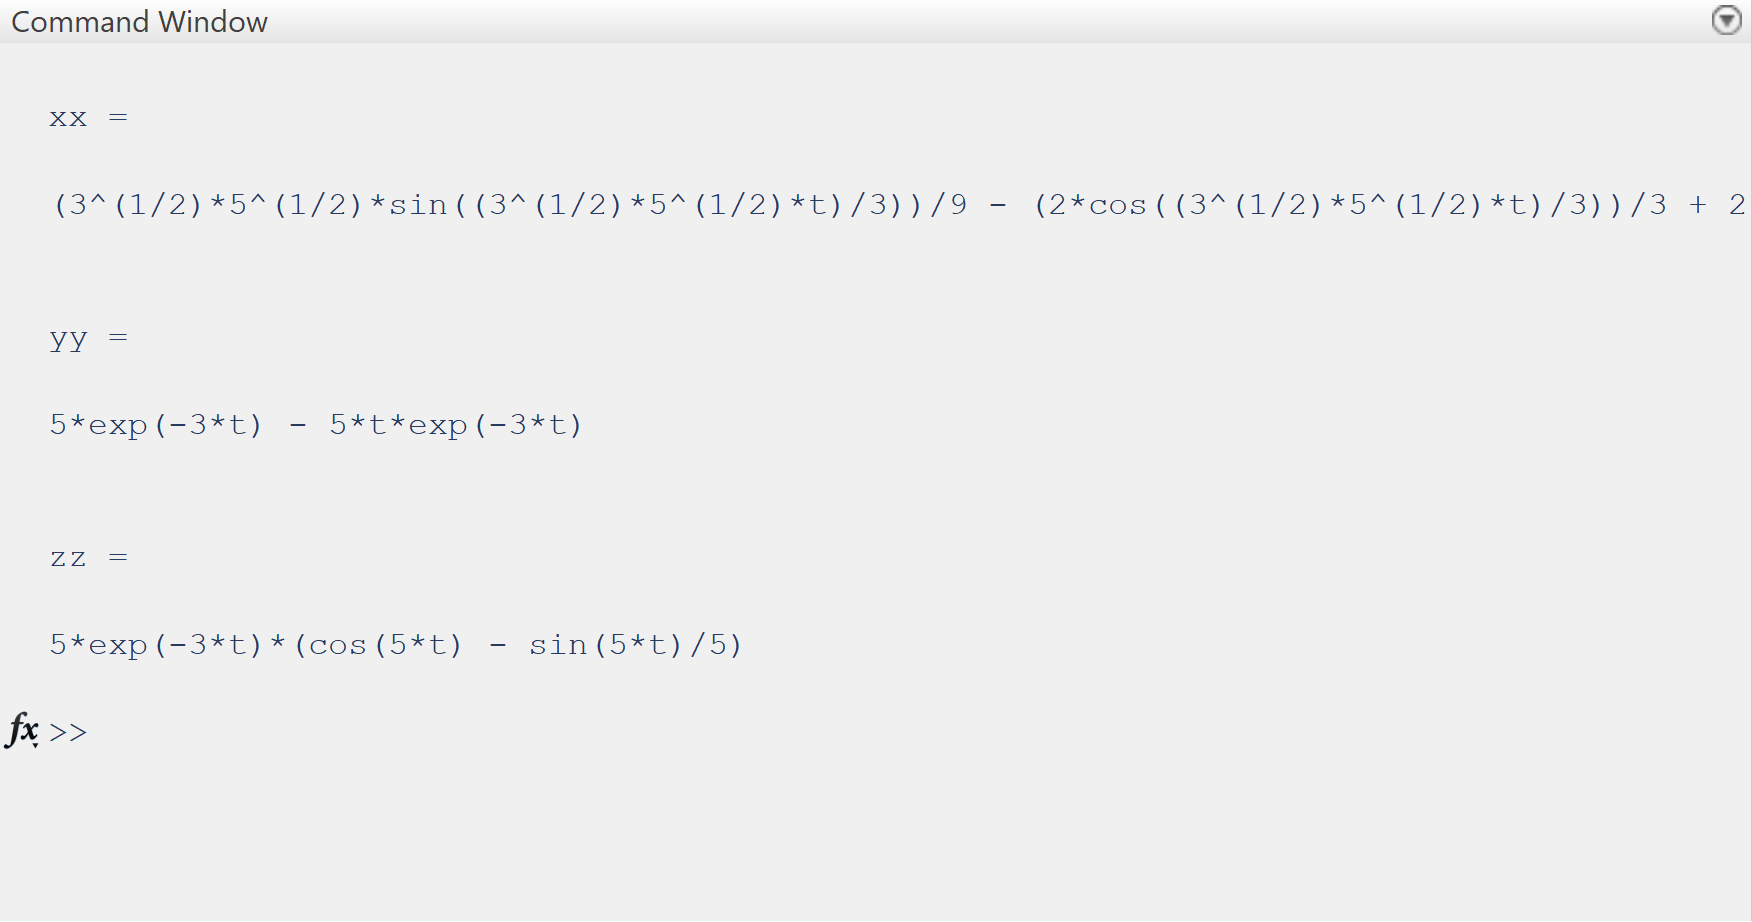 Command Window
xx =
(3^(1/2)*5^(1/2)*sin((3^(1/2)*5^(1/2)*t)/3))/9 - (2*cos((3^(1/2)*5^(1/2)*t)/3))/3 + 2
yy =
5*exp(-3*t) - 5*t*exp(-3*t)
zz =
5*exp(-3*t)*(cos(5*t) - sin(5*t)/5)
fx >>